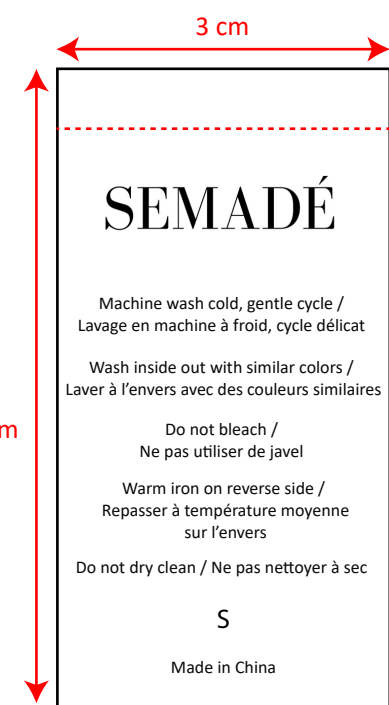 3 cm
SEMADÉ
Machine wash cold, gentle cycle /
Lavage en machine à froid, cycle délicat
Wash inside out with similar colors /
Laver à l’envers avec des couleurs similaires
m
Do not bleach /
Ne pas utiliser de javel
Warm iron on reverse side /
Repasser à température moyenne
sur l’envers
Do not dry clean / Ne pas nettoyer à sec
S
Made in China